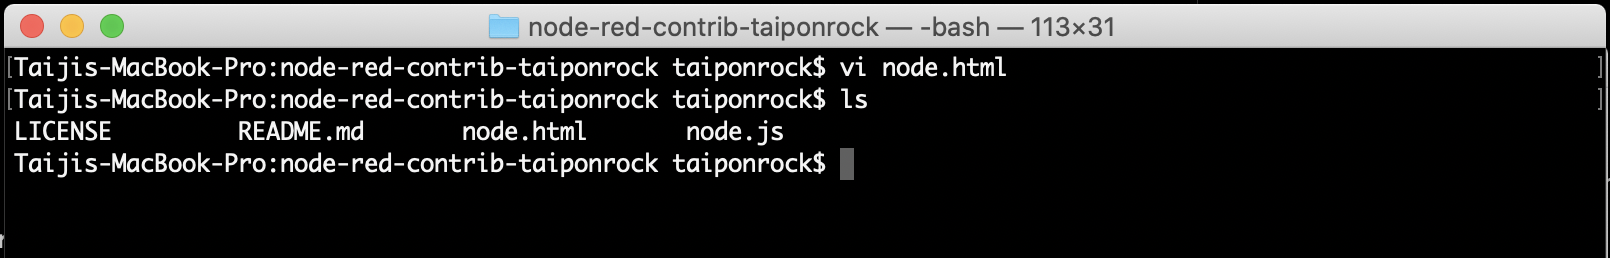 node-red-contrib-taiponrock — -bash — 113×31
[Taijis-MacBook-Pro:node-red-contrib-taiponrock taiponrock$ vi node.html ]
[Taijis-MacBook-Pro:node-red-contrib-taiponrock taiponrock$ ls ]
LICENSE README.md node.html node.js
Taijis-MacBook-Pro:node-red-contrib-taiponrock taiponrock$